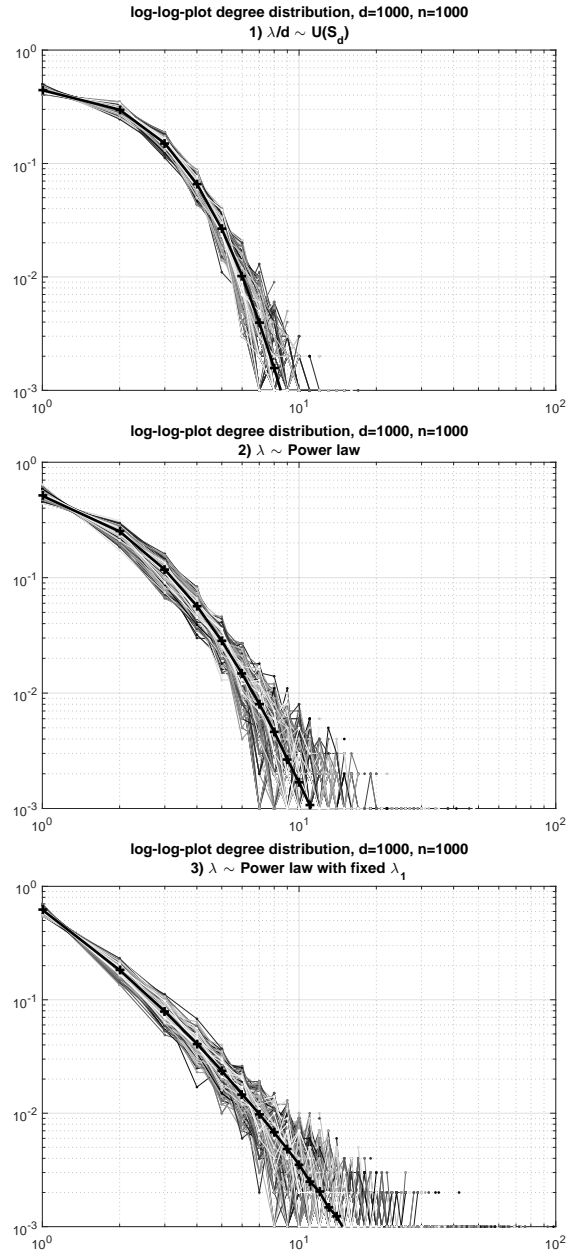 log-log-plot degree distribution, d=1000, n=1000
1) λ/d ∼ U(S_d)
10^0
10^-1
10^-2
10^-3
10^0 10^1 10^2
log-log-plot degree distribution, d=1000, n=1000
2) λ ∼ Power law
10^0
10^-1
10^-2
10^-3
10^0 10^1 10^2
log-log-plot degree distribution, d=1000, n=1000
3) λ ∼ Power law with fixed λ_1
10^0
10^-1
10^-2
10^-3
10^0 10^1 10^2